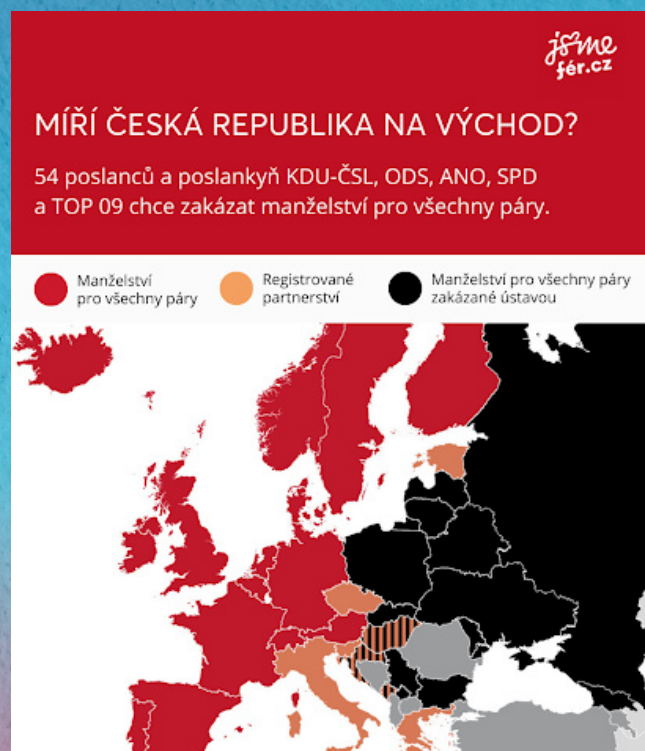 jsme
fér.cz
MÍŘÍ ČESKÁ REPUBLIKA NA VÝCHOD?
54 poslanců a poslankyň KDU-ČSL, ODS, ANO, SPD
a TOP 09 chce zakázat manželství pro všechny páry.
Manželství
pro všechny páry
Registrované
partnerství
Manželství pro všechny páry
zakázané ústavou